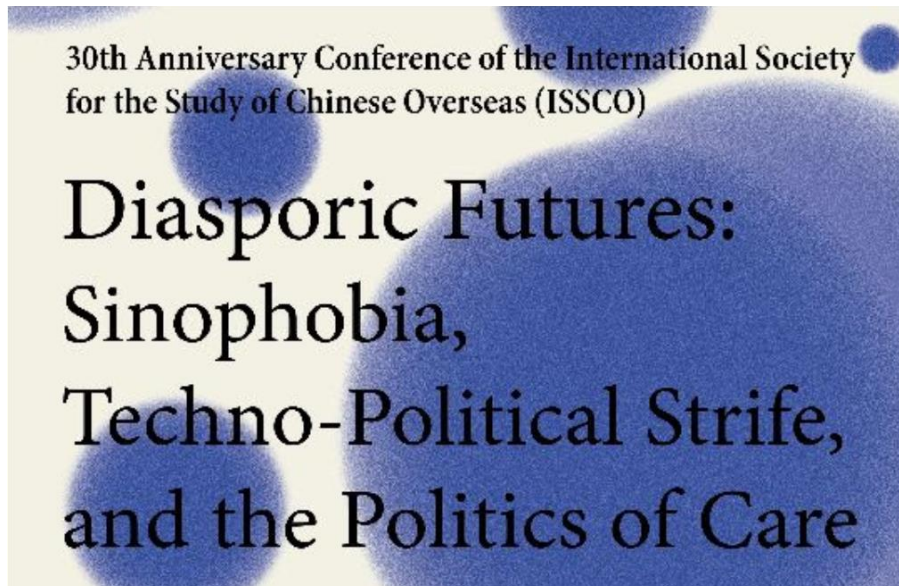 30th Anniversary Conference of the International Society
for the Study of Chinese Overseas (ISSCO)
Diasporic Futures:
Sinophobia,
Techno-Political Strife,
and the Politics of Care